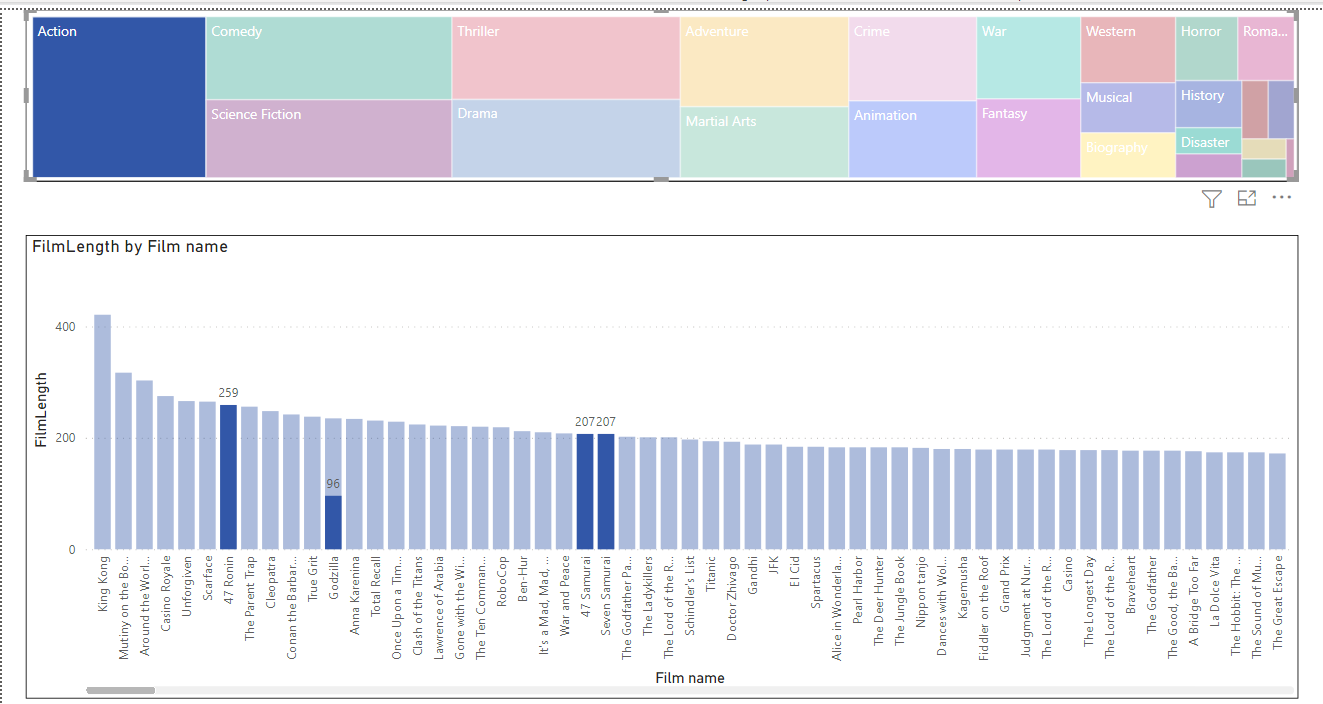 Action
Comedy
Thriller
Adventure
Crime
War
Western
Horror
Roma...
Science Fiction
Drama
Martial Arts
Animation
Fantasy
Musical
History
Biography
Disaster
FilmLength by Film name
FilmLength
400
200
0
259
96
207
207
King Kong
Mutiny on the Bo...
Around the Worl...
Casino Royale
Unforgiven
Scarface
47 Ronin
The Parent Trap
Cleopatra
Conan the Barbar...
True Grit
Godzilla
Anna Karenina
Total Recall
Once Upon a Tim...
Clash of the Titans
Lawrence of Arabia
Gone with the Wi...
The Ten Comman...
RoboCop
Ben-Hur
It's a Mad, Mad, ...
War and Peace
47 Samurai
Seven Samurai
The Godfather Pa...
The Ladykillers
The Lord of the R...
Schindler's List
Titanic
Doctor Zhivago
Gandhi
JFK
El Cid
Spartacus
Alice in Wonderla...
Pearl Harbor
The Deer Hunter
The Jungle Book
Nippon tanjo
Dances with Wol...
Kagemusha
Fiddler on the Roof
Grand Prix
Judgment at Nur...
The Lord of the R...
Casino
The Longest Day
The Lord of the R...
Braveheart
The Godfather
The Good, the Ba...
A Bridge Too Far
La Dolce Vita
The Hobbit: The ...
The Sound of Mu...
The Great Escape
Film name